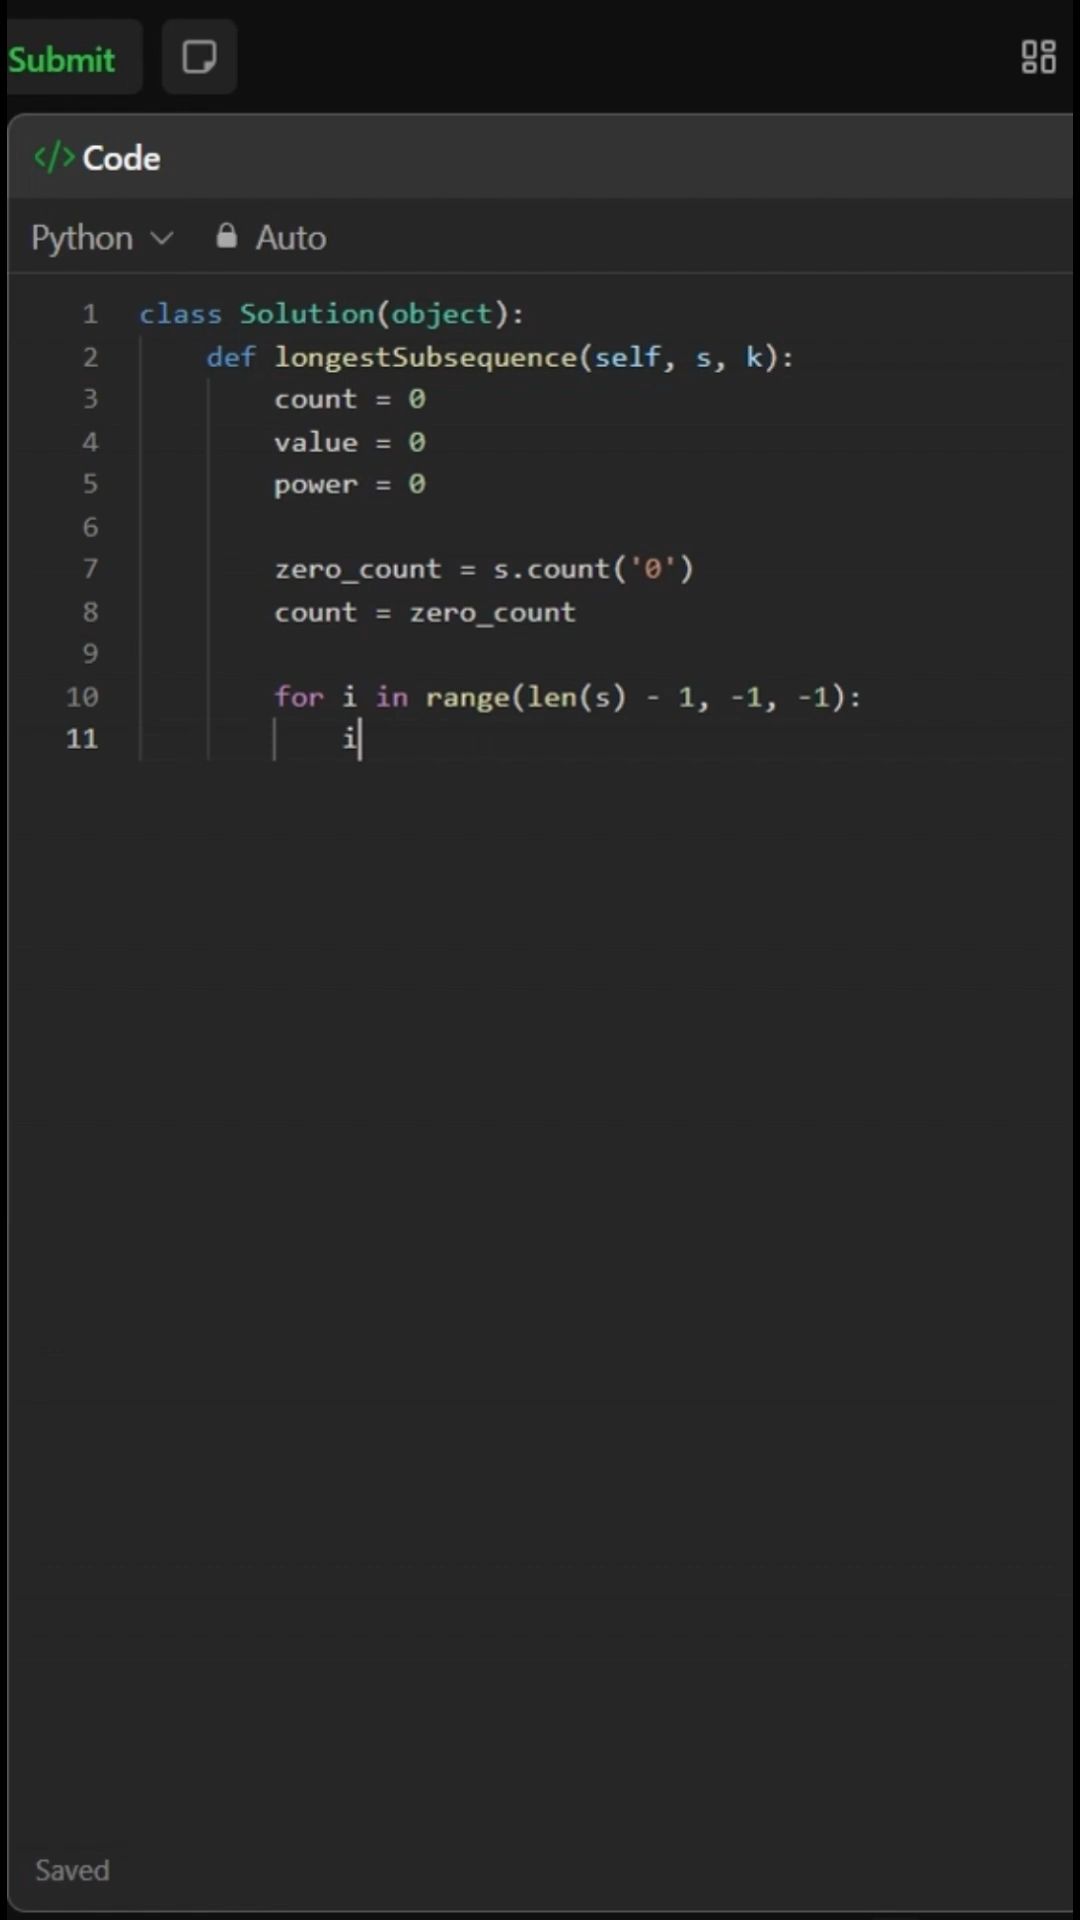 Submit
</> Code
Python Auto
1 class Solution(object):
2 def longestSubsequence(self, s, k):
3 count = 0
4 value = 0
5 power = 0
6
7 zero_count = s.count('0')
8 count = zero_count
9
10 for i in range(len(s) - 1, -1, -1):
11 i
Saved